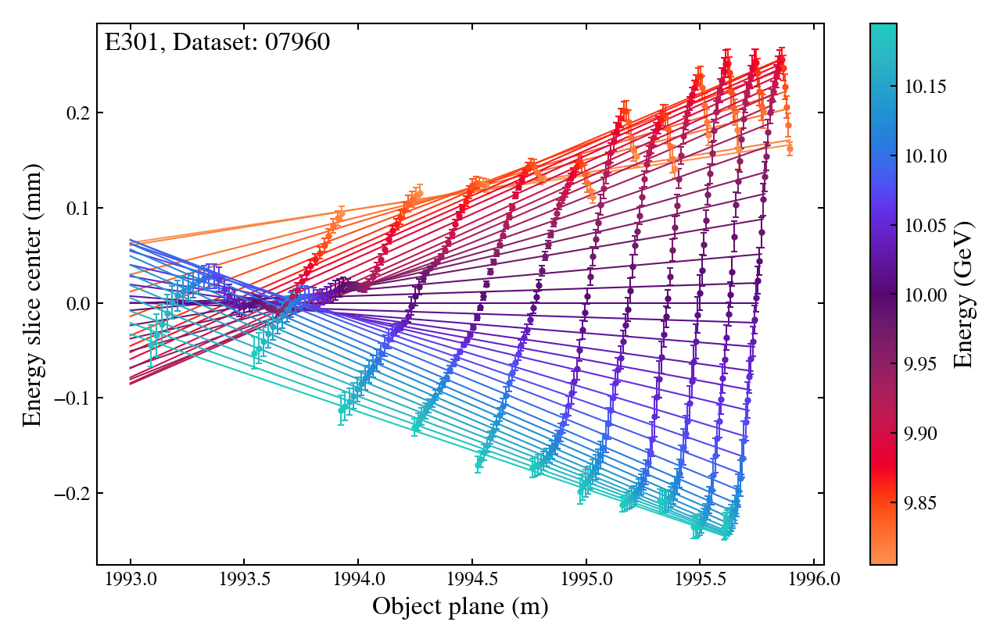 E301, Dataset: 07960
Energy slice center (mm)
0.2
0.1
0.0
−0.1
−0.2
1993.0 1993.5 1994.0 1994.5 1995.0 1995.5 1996.0
Object plane (m)
10.15
10.10
10.05
10.00
9.95
9.90
9.85
Energy (GeV)